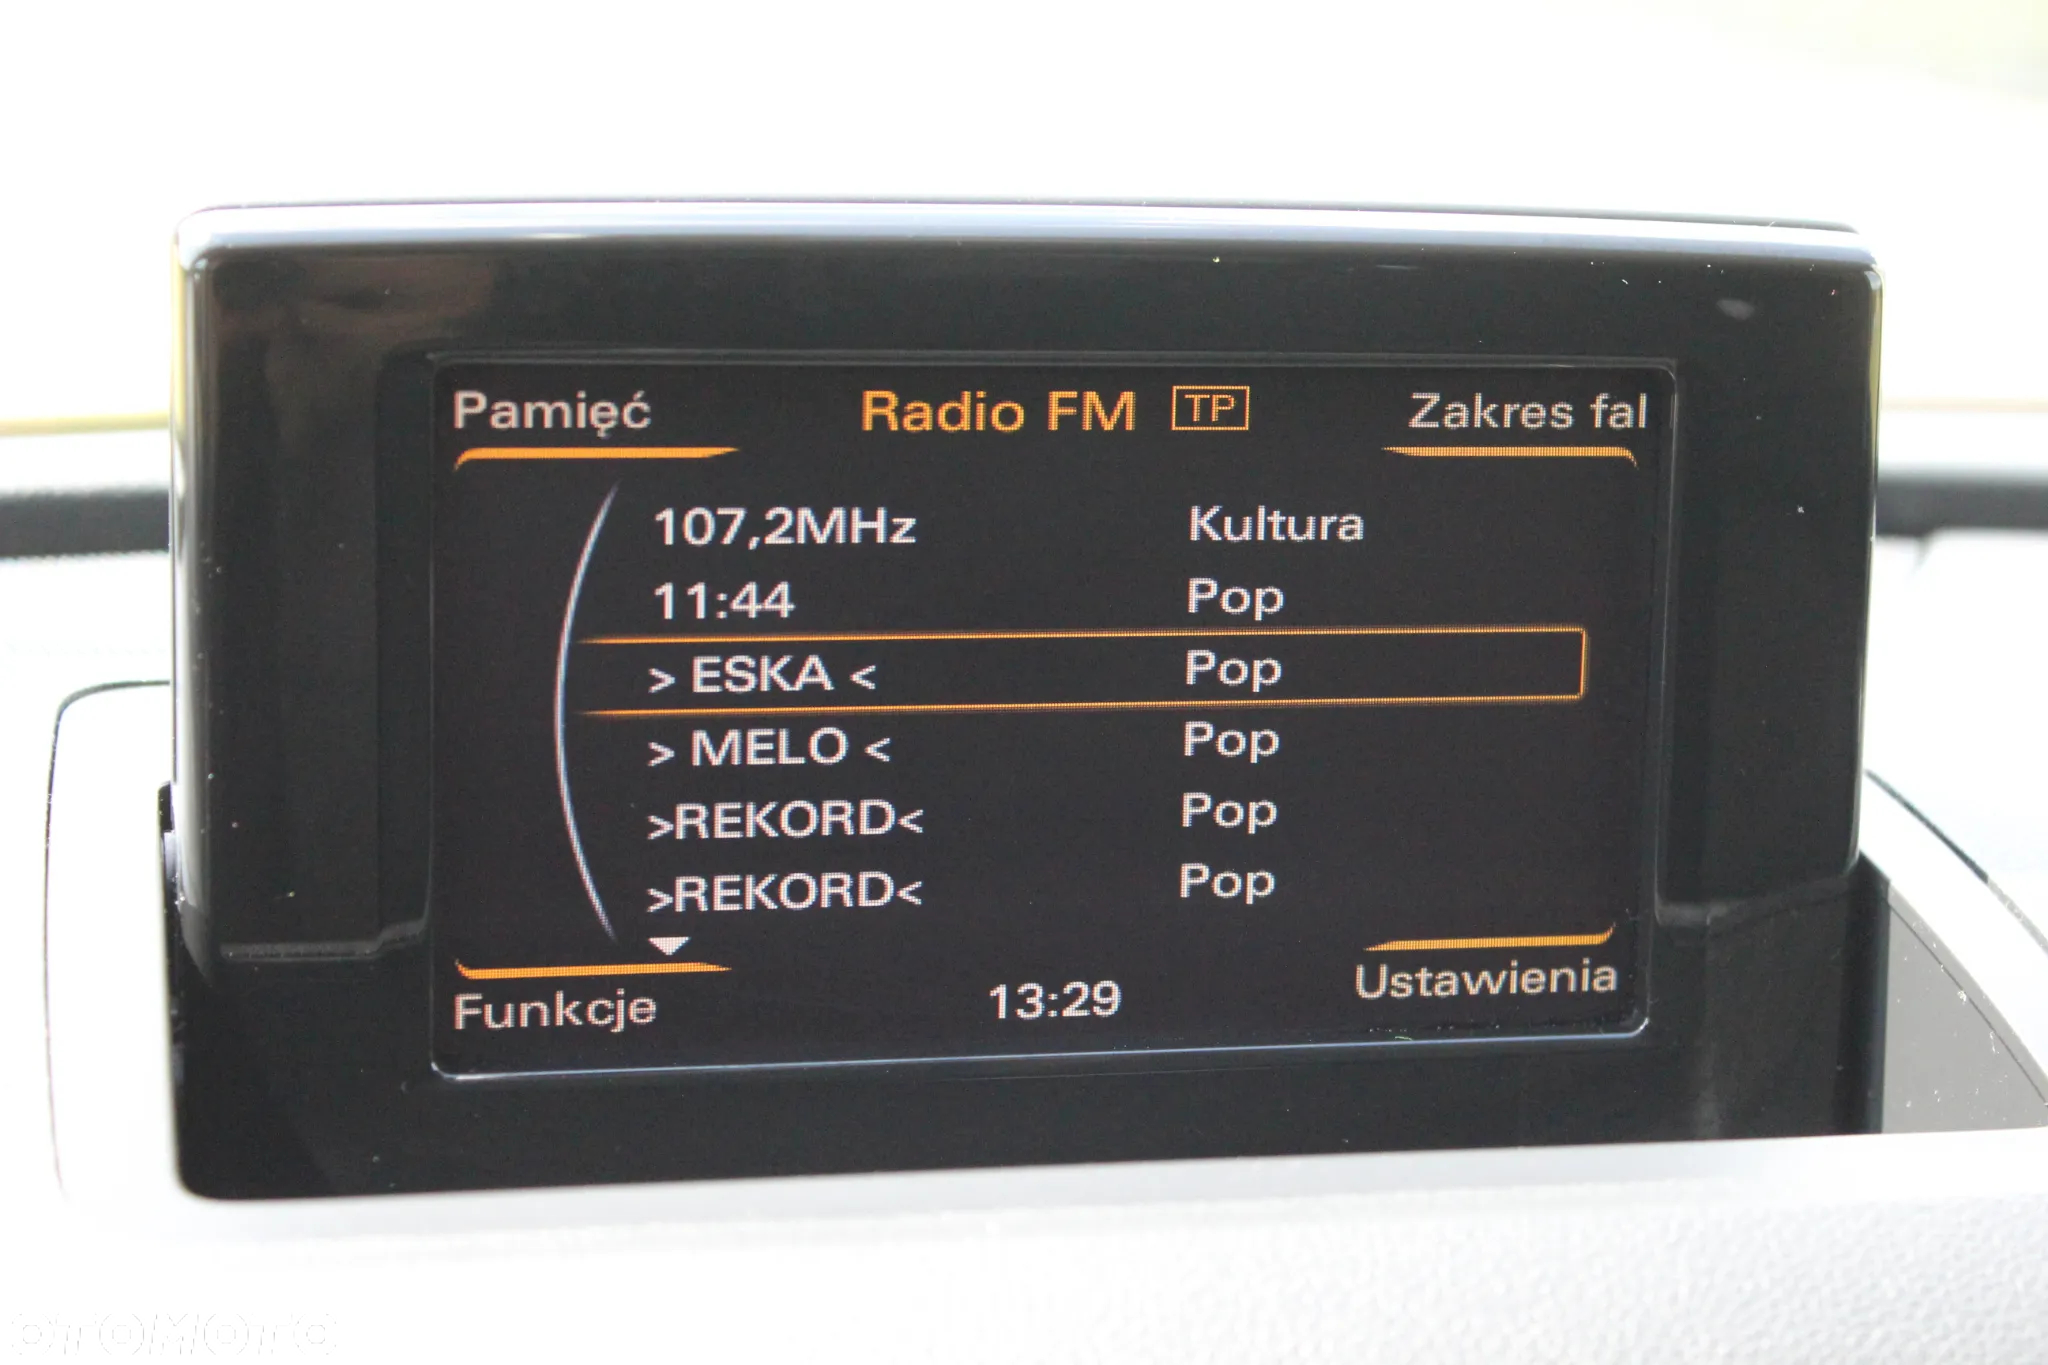 Pamięć Radio FM TP Zakres fal
107,2MHz Kultura
11:44 Pop
> ESKA < Pop
> MELO < Pop
>REKORD< Pop
>REKORD< Pop
Funkcje 13:29 Ustawienia
OTOMOTO